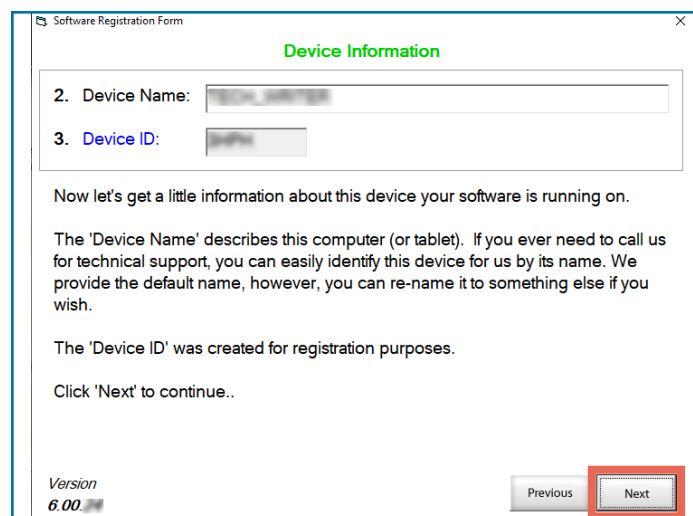 Software Registration Form
Device Information
2. Device Name:
3. Device ID:
Now let's get a little information about this device your software is running on.
The 'Device Name' describes this computer (or tablet). If you ever need to call us
for technical support, you can easily identify this device for us by its name. We
provide the default name, however, you can re-name it to something else if you
wish.
The 'Device ID' was created for registration purposes.
Click 'Next' to continue..
Version
6.00.
Previous Next